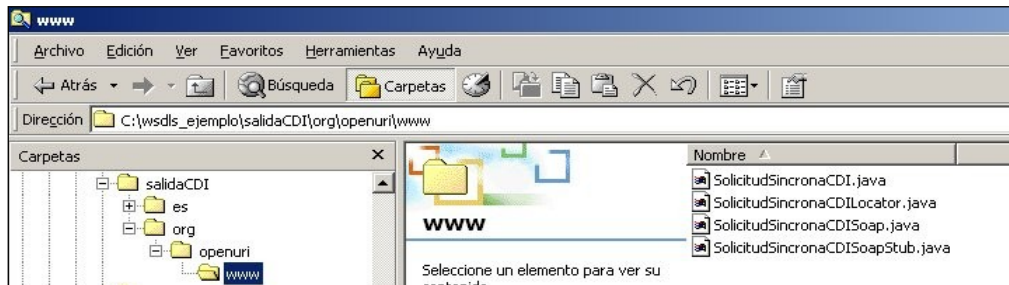 www
Archivo Edición Ver Favoritos Herramientas Ayuda
Atrás Búsqueda Carpetas
Dirección C:\wsdls_ejemplo\salidaCDI\org\openuri\www
Carpetas
salidaCDI
es
org
openuri
www
www
Seleccione un elemento para ver su
Nombre
SolicitudSincronaCDI.java
SolicitudSincronaCDILocator.java
SolicitudSincronaCDISoap.java
SolicitudSincronaCDISoapStub.java